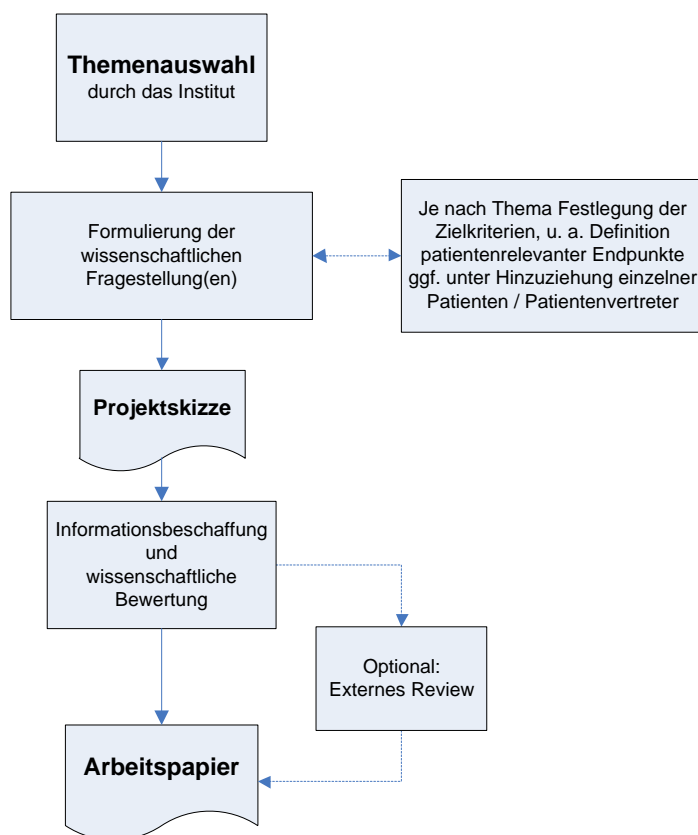 Themenauswahl
durch das Institut
Formulierung der
wissenschaftlichen
Fragestellung(en)
Je nach Thema Festlegung der
Zielkriterien, u. a. Definition
patientenrelevanter Endpunkte
ggf. unter Hinzuziehung einzelner
Patienten / Patientenvertreter
Projektskizze
Informationsbeschaffung
und
wissenschaftliche
Bewertung
Optional:
Externes Review
Arbeitspapier